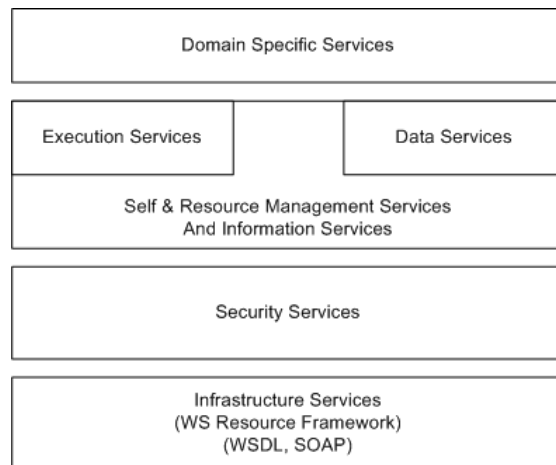 Domain Specific Services
Execution Services
Data Services
Self & Resource Management Services
And Information Services
Security Services
Infrastructure Services
(WS Resource Framework)
(WSDL, SOAP)